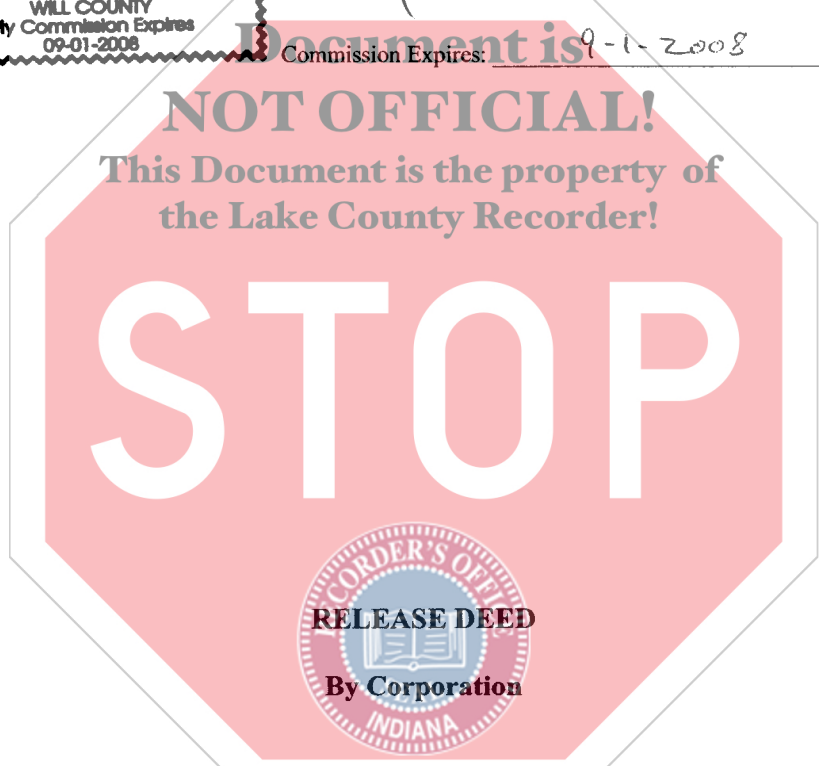 WILL COUNTY
My Commission Expires
09-01-2008
Commission Expires: 9-1-2008
Document is
NOT OFFICIAL!
This Document is the property of
the Lake County Recorder!
STOP
RECORDER'S OFFICE
RELEASE DEED
By Corporation
INDIANA